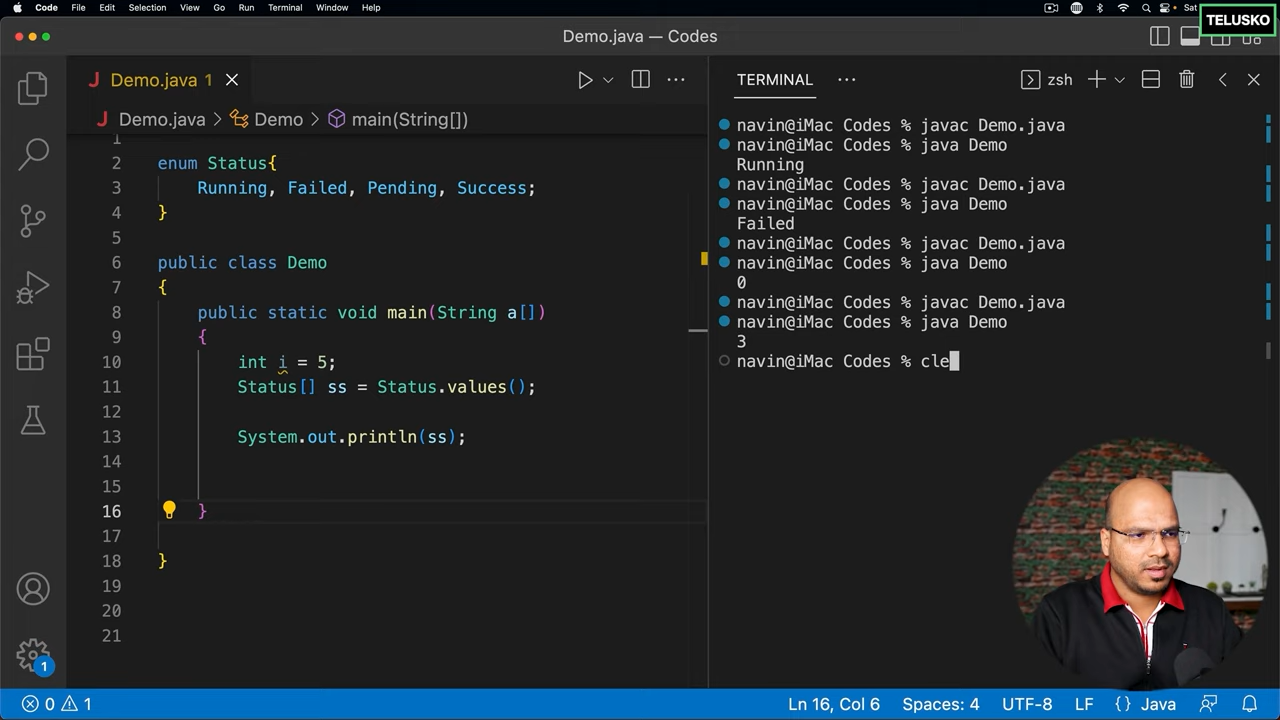 Code File Edit Selection View Go Run Terminal Window Help Sat
TELUSKO
Demo.java — Codes
Demo.java 1
Demo.java > Demo > main(String[])
1
2 enum Status{
3 Running, Failed, Pending, Success;
4 }
5
6 public class Demo
7 {
8 public static void main(String a[])
9 {
10 int i = 5;
11 Status[] ss = Status.values();
12
13 System.out.println(ss);
14
15
16 }
17
18 }
19
20
21
TERMINAL
zsh
navin@iMac Codes % javac Demo.java
navin@iMac Codes % java Demo
Running
navin@iMac Codes % javac Demo.java
navin@iMac Codes % java Demo
Failed
navin@iMac Codes % javac Demo.java
navin@iMac Codes % java Demo
0
navin@iMac Codes % javac Demo.java
navin@iMac Codes % java Demo
3
navin@iMac Codes % cle
1
0 1
Ln 16, Col 6 Spaces: 4 UTF-8 LF {} Java